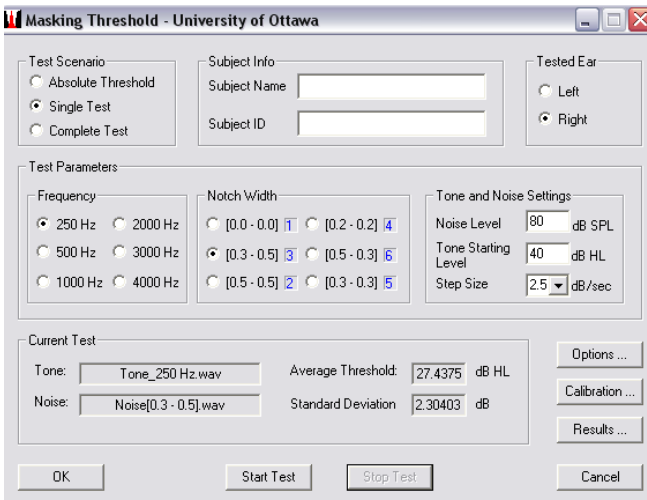 Masking Threshold - University of Ottawa
Test Scenario
Absolute Threshold
Single Test
Complete Test
Subject Info
Subject Name
Subject ID
Tested Ear
Left
Right
Test Parameters
Frequency
250 Hz 2000 Hz
500 Hz 3000 Hz
1000 Hz 4000 Hz
Notch Width
[0.0 - 0.0] 1 [0.2 - 0.2] 4
[0.3 - 0.5] 3 [0.5 - 0.3] 6
[0.5 - 0.5] 2 [0.3 - 0.3] 5
Tone and Noise Settings
Noise Level 80 dB SPL
Tone Starting
Level 40 dB HL
Step Size 2.5 dB/sec
Current Test
Tone: Tone_250 Hz.wav
Noise: Noise[0.3 - 0.5].wav
Average Threshold: 27.4375 dB HL
Standard Deviation 2.30403 dB
Options ...
Calibration ...
Results ...
OK
Start Test
Stop Test
Cancel